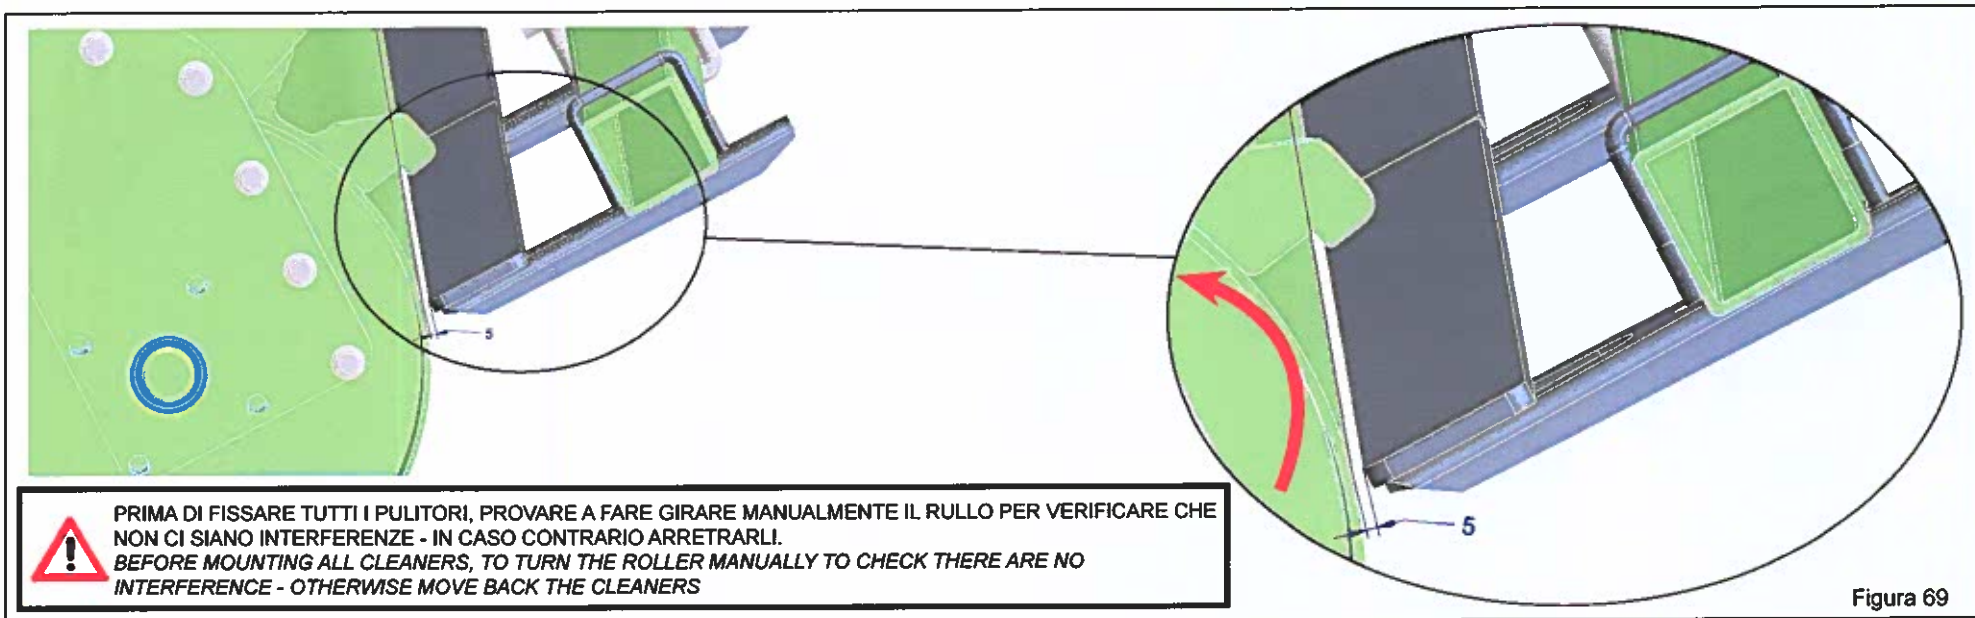 5
5
PRIMA DI FISSARE TUTTI I PULITORI, PROVARE A FARE GIRARE MANUALMENTE IL RULLO PER VERIFICARE CHE
NON CI SIANO INTERFERENZE - IN CASO CONTRARIO ARRETRARLI.
BEFORE MOUNTING ALL CLEANERS, TO TURN THE ROLLER MANUALLY TO CHECK THERE ARE NO
INTERFERENCE - OTHERWISE MOVE BACK THE CLEANERS
Figura 69